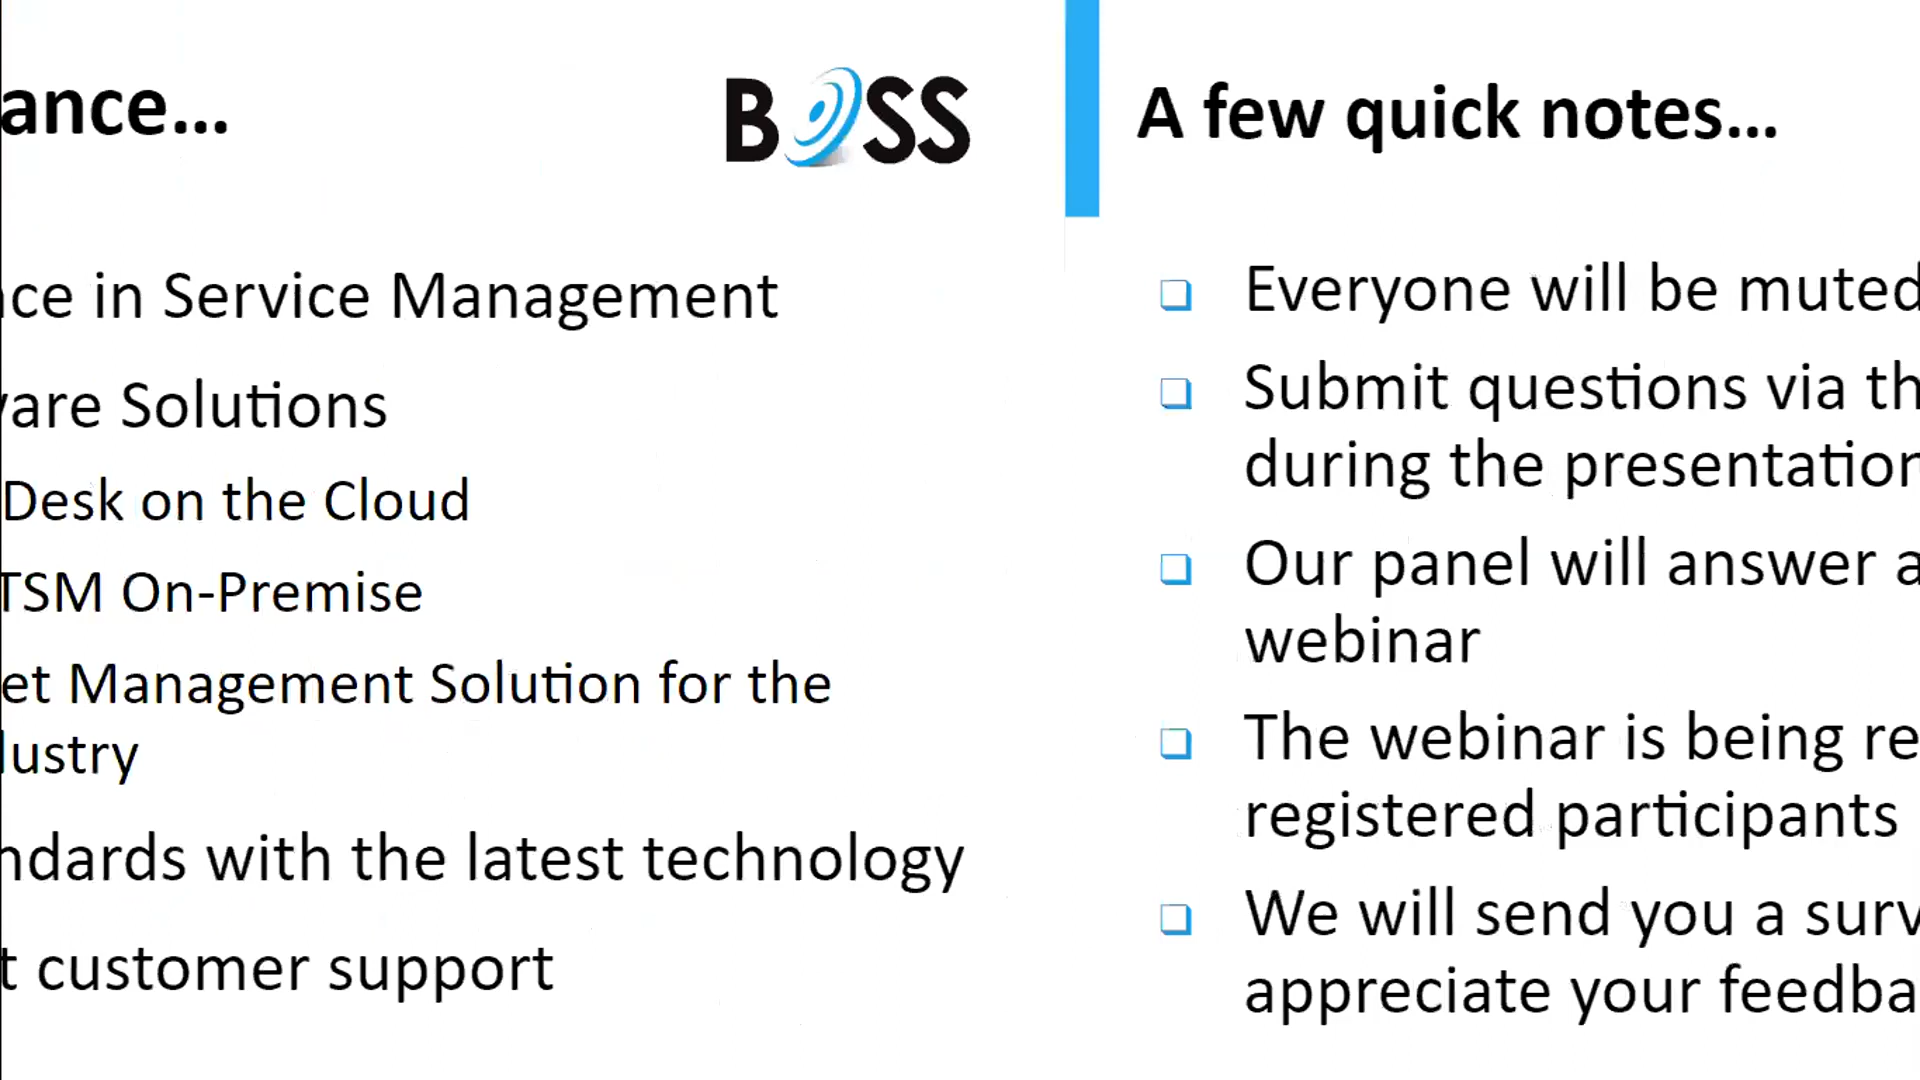 ance...
BOSS
ce in Service Management
are Solutions
Desk on the Cloud
TSM On-Premise
et Management Solution for the
dustry
ndards with the latest technology
t customer support
A few quick notes...
Everyone will be muted
Submit questions via th
during the presentation
Our panel will answer a
webinar
The webinar is being re
registered participants
We will send you a surv
appreciate your feedba